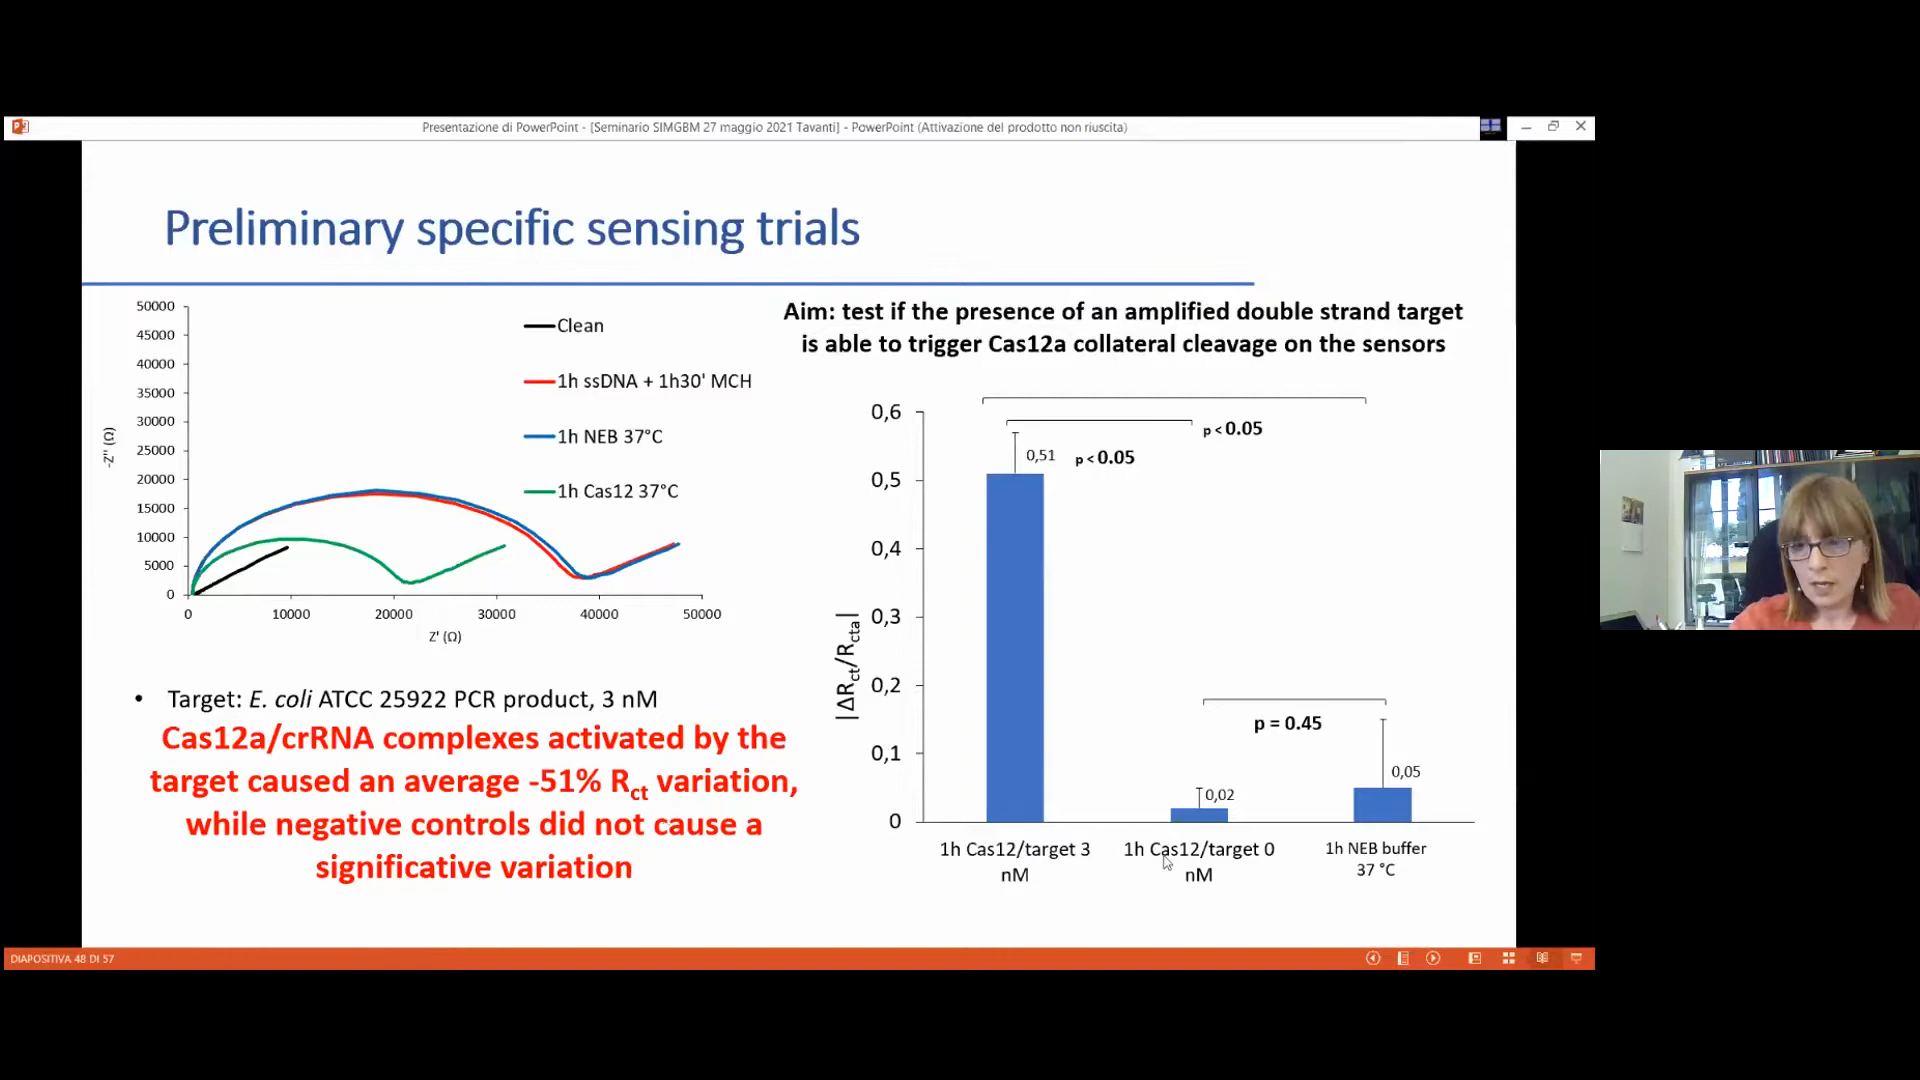 Presentazione di PowerPoint - [Seminario SIMGBM 27 maggio 2021 Tavanti] - PowerPoint (Attivazione del prodotto non riuscita)
Preliminary specific sensing trials
50000
45000
40000
35000
30000
25000
20000
15000
10000
5000
0
-Z'' (Ω)
0 10000 20000 30000 40000 50000
Z' (Ω)
Clean
1h ssDNA + 1h30' MCH
1h NEB 37°C
1h Cas12 37°C
Aim: test if the presence of an amplified double strand target
is able to trigger Cas12a collateral cleavage on the sensors
0,6
0,5
0,4
0,3
0,2
0,1
0
|ΔRct/Rcta|
p < 0.05
0,51
p < 0.05
p = 0.45
0,02
0,05
1h Cas12/target 3
nM
1h Cas12/target 0
nM
1h NEB buffer
37 °C
• Target: E. coli ATCC 25922 PCR product, 3 nM
Cas12a/crRNA complexes activated by the
target caused an average -51% Rct variation,
while negative controls did not cause a
significative variation
DIAPOSITIVA 48 DI 57